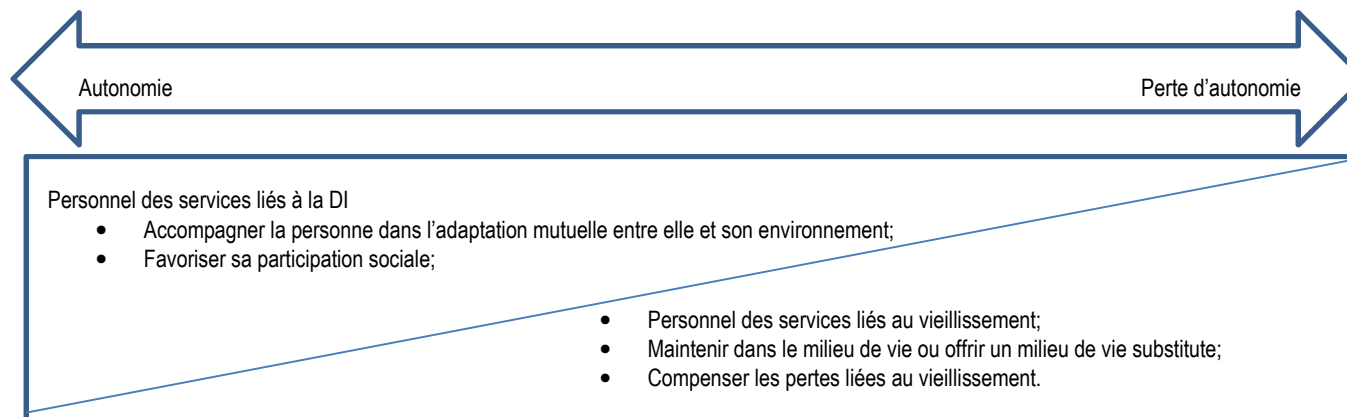 Autonomie
Perte d’autonomie
Personnel des services liés à la DI
• Accompagner la personne dans l’adaptation mutuelle entre elle et son environnement;
• Favoriser sa participation sociale;
• Personnel des services liés au vieillissement;
• Maintenir dans le milieu de vie ou offrir un milieu de vie substitute;
• Compenser les pertes liées au vieillissement.